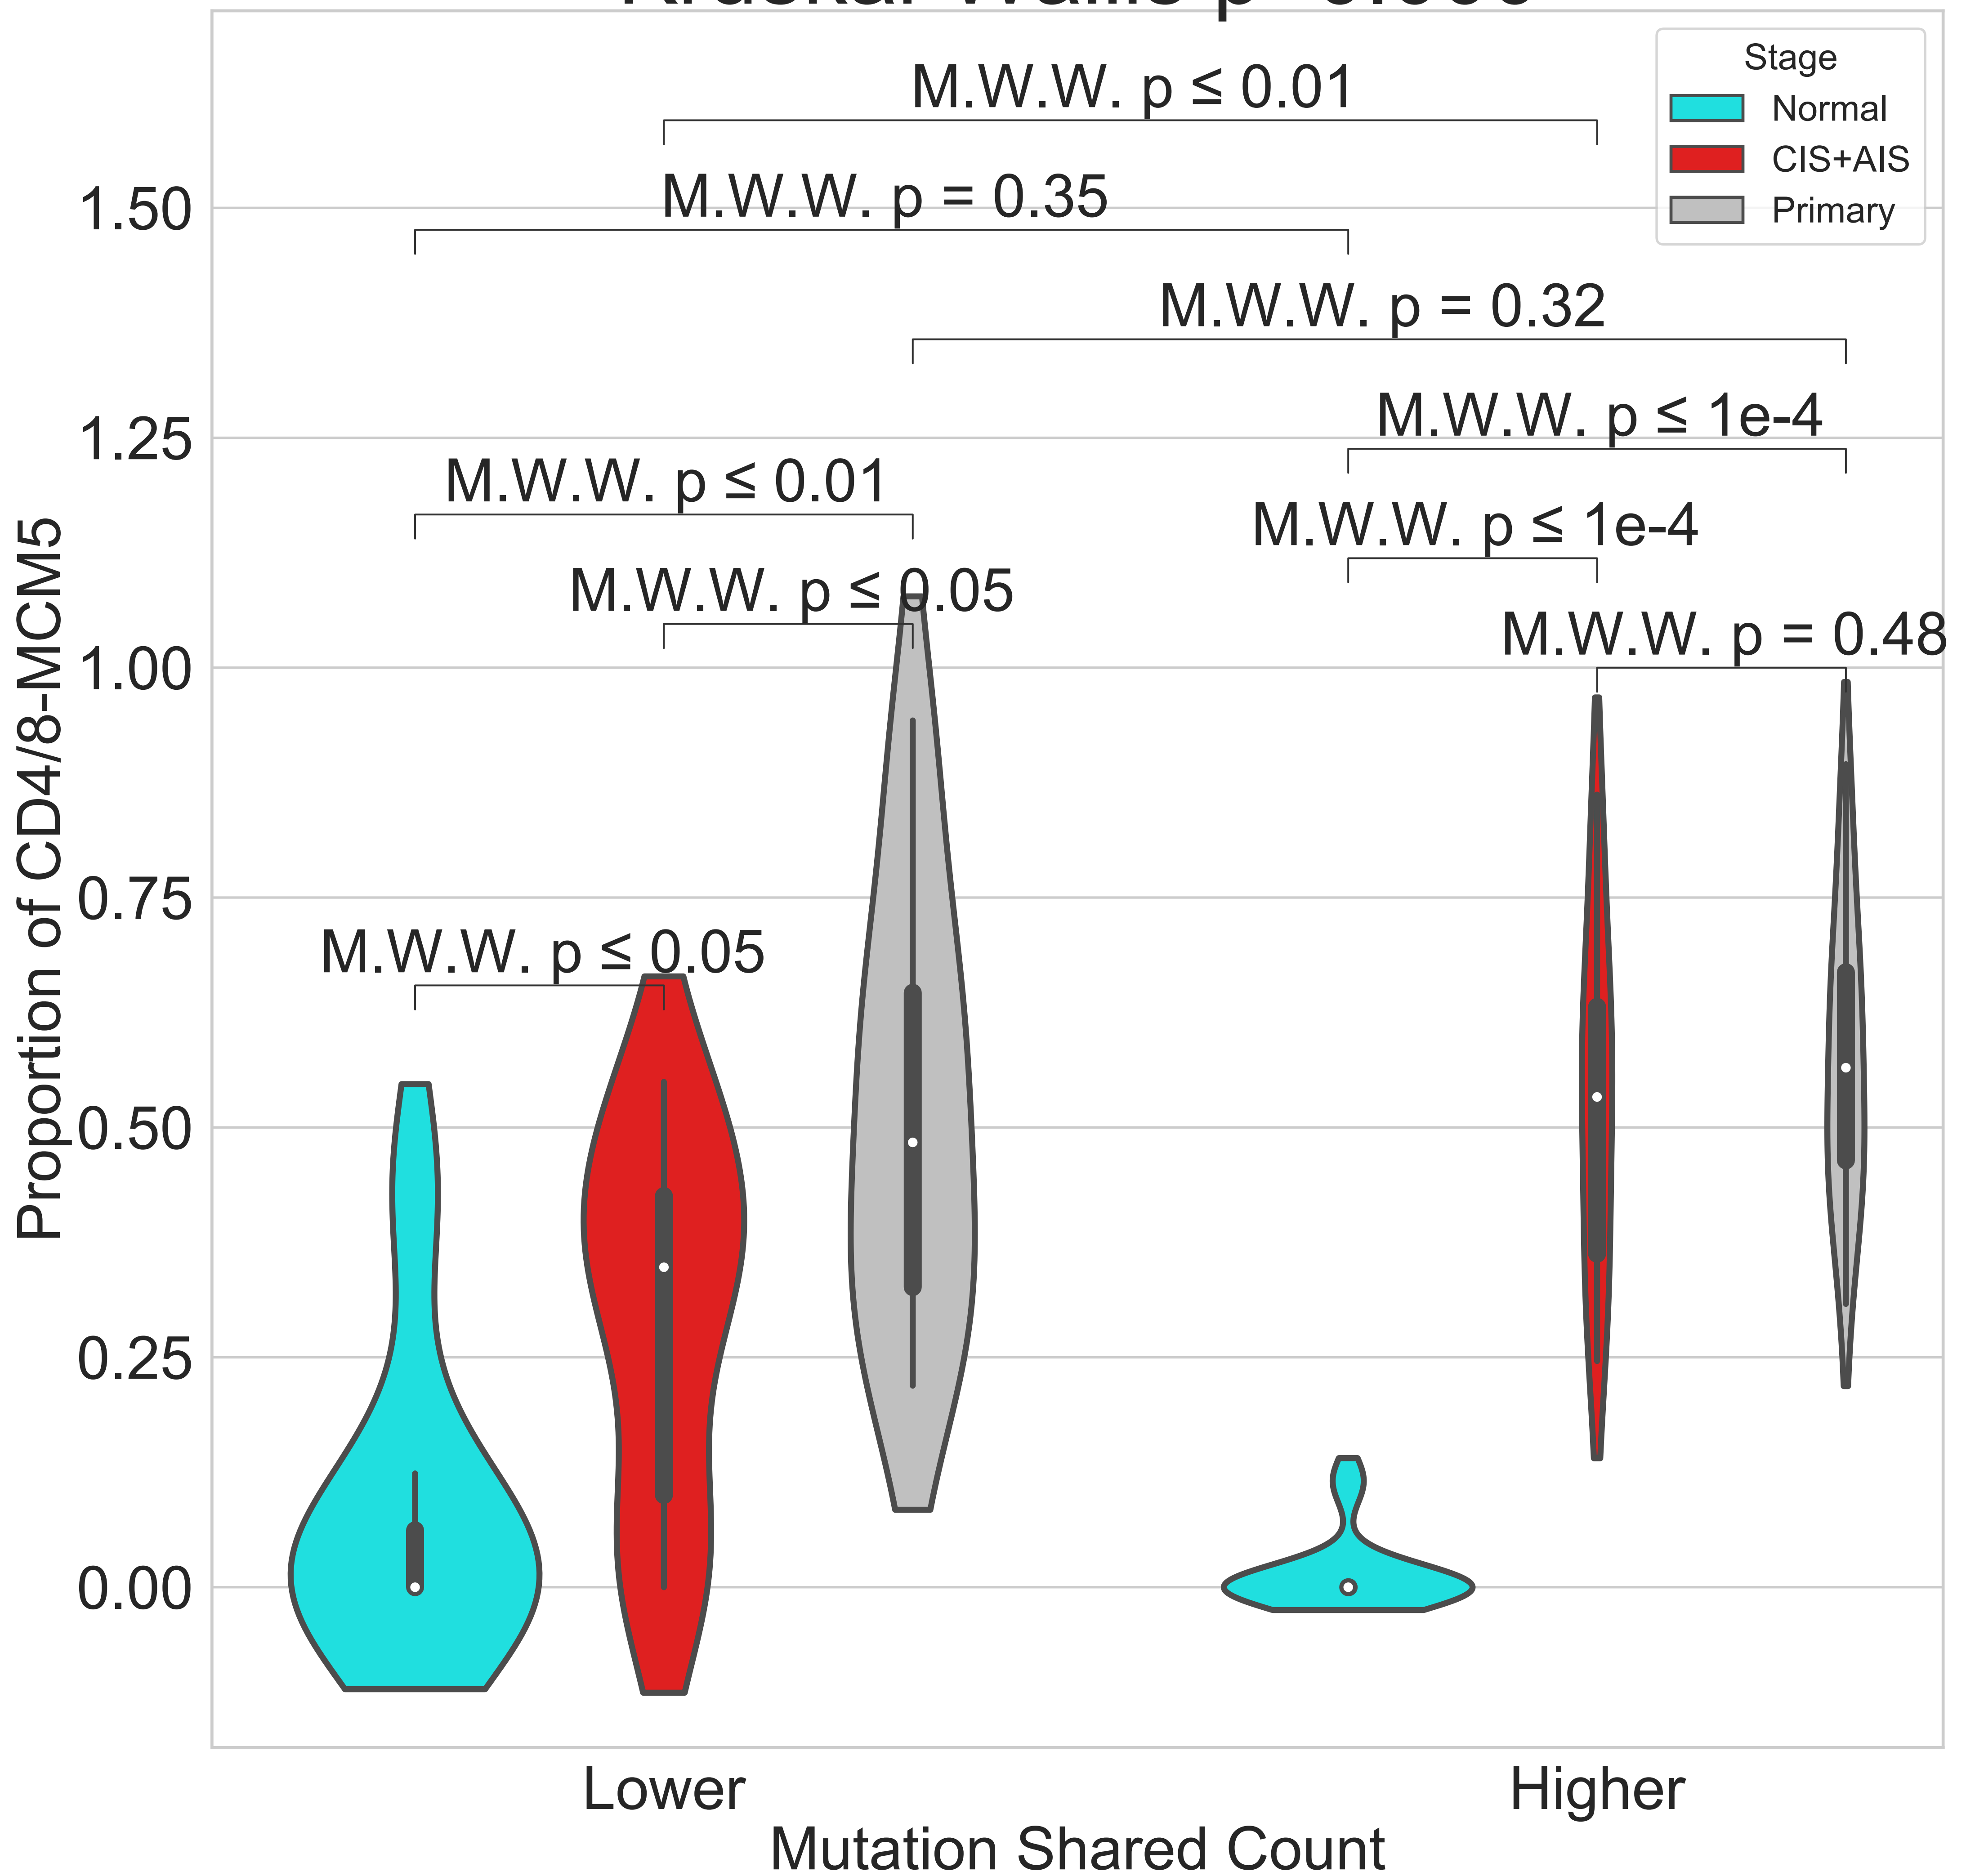 Stage
Normal
CIS+AIS
Primary
M.W.W. p ≤ 0.01
M.W.W. p = 0.35
M.W.W. p = 0.32
M.W.W. p ≤ 1e-4
M.W.W. p ≤ 0.01
M.W.W. p ≤ 1e-4
M.W.W. p ≤ 0.05
M.W.W. p = 0.48
M.W.W. p ≤ 0.05
1.50
1.25
1.00
0.75
0.50
0.25
0.00
Proportion of CD4/8-MCM5
Lower
Higher
Mutation Shared Count